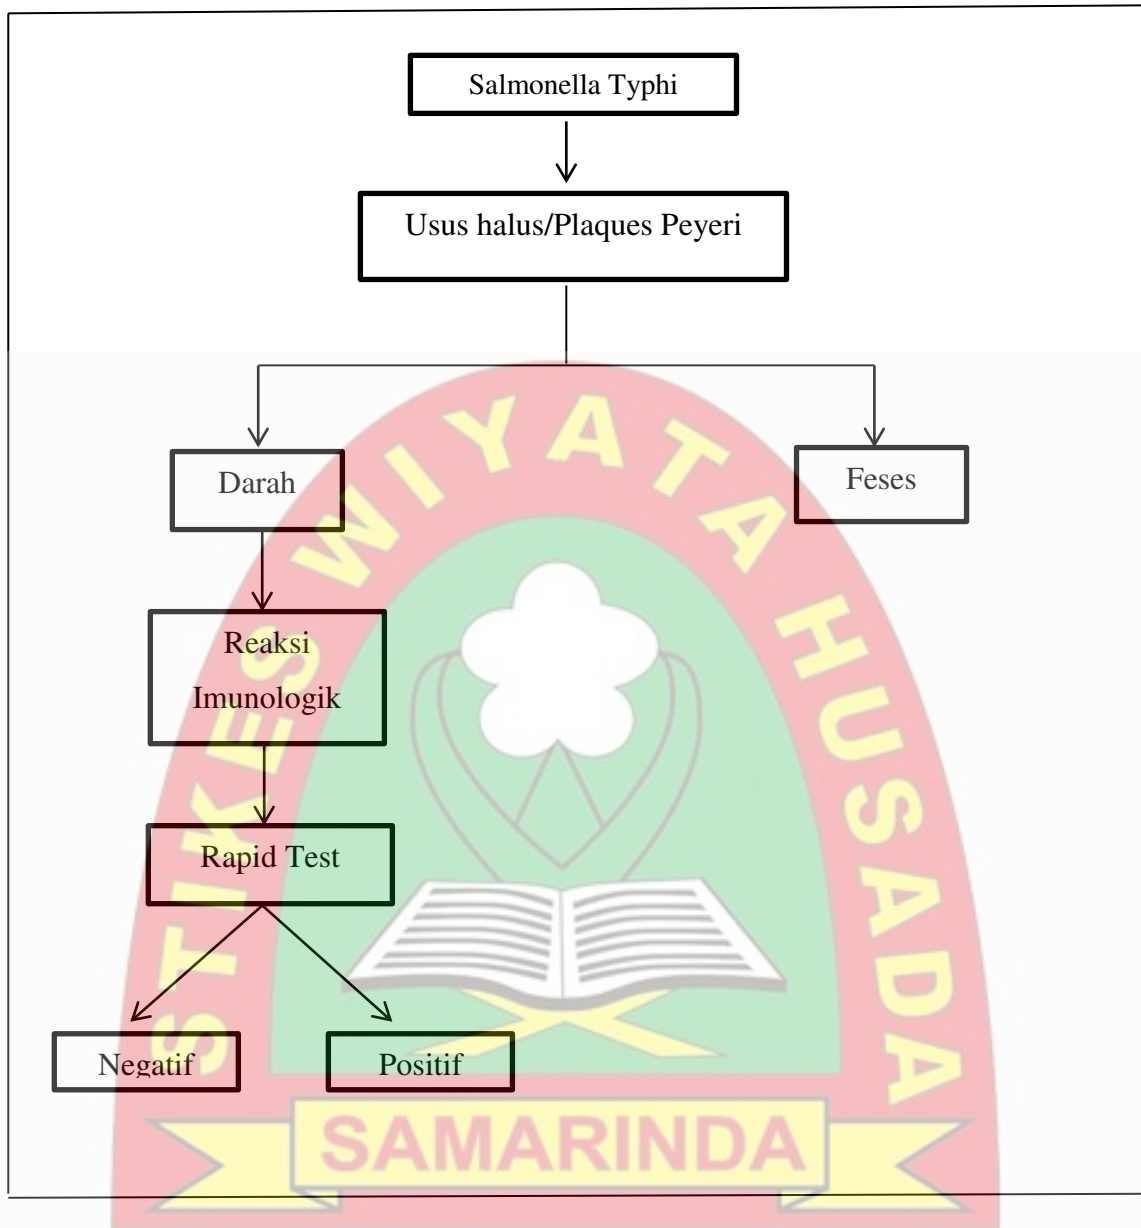 Salmonella Typhi
Usus halus/Plaques Peyeri
Darah
Feses
Reaksi
Imunologik
Rapid Test
Negatif
Positif
STIKES WIYATA HUSADA
SAMARINDA